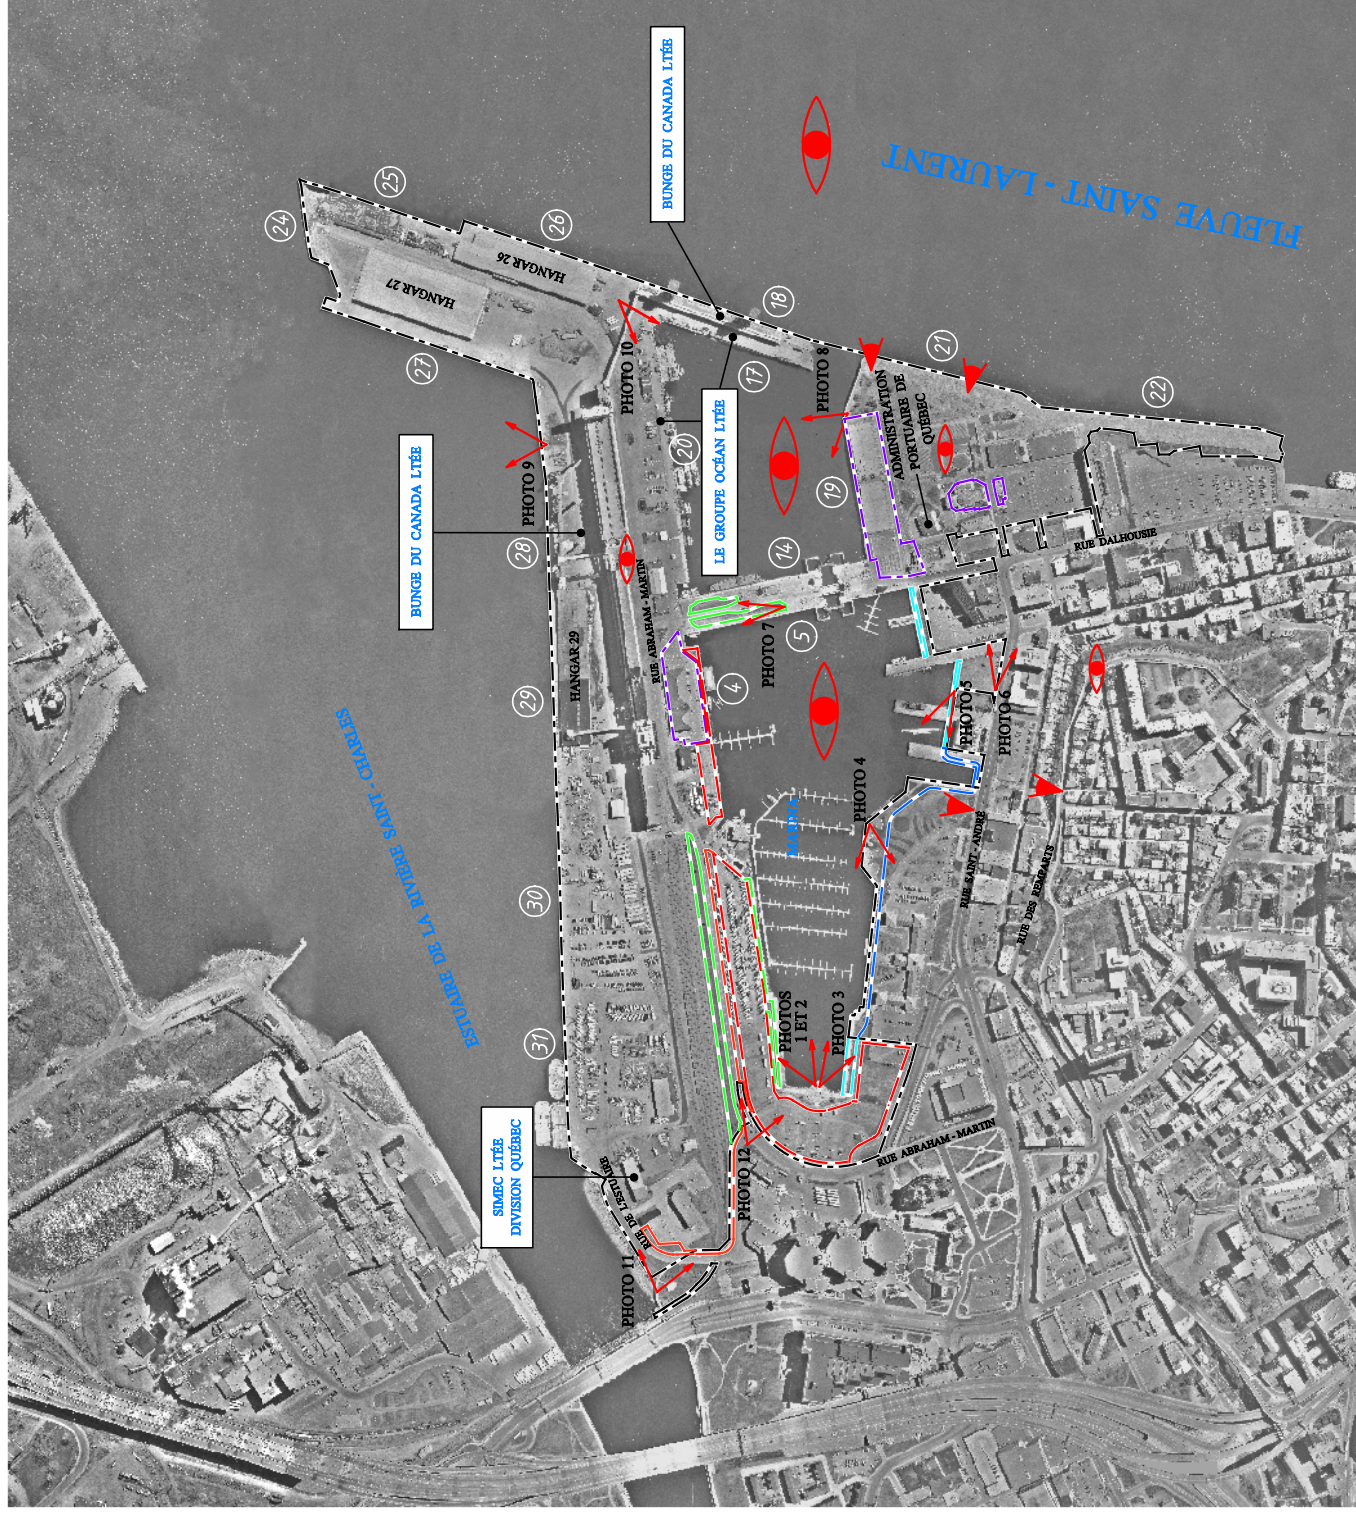 BUNGE DU CANADA LTÉE
FLEUVE SAINT - LAURENT
24
25
26
HANGAR 26
HANGAR 27
27
18
17
PHOTO 10
PHOTO 8
21
22
ADMINISTRATION
PORTUAIRE DE
QUÉBEC
LE GROUPE OCÉAN LTÉE
20
19
14
BUNGE DU CANADA LTÉE
PHOTO 9
28
HANGAR 29
29
RUE ABRAHAM - MARTIN
RUE DALHOUSIE
5
PHOTO 7
4
PHOTO 5
PHOTO 6
PHOTO 4
MARINA
RUE SAINT - ANDRÉ
RUE DES REMPARTS
ESTUAIRE DE LA RIVIÈRE SAINT - CHARLES
30
31
PHOTOS
1 ET 2
PHOTO 3
SIMEC LTÉE
DIVISION QUÉBEC
RUE DE L'ESTUAIRE
PHOTO 12
RUE ABRAHAM - MARTIN
PHOTO 11